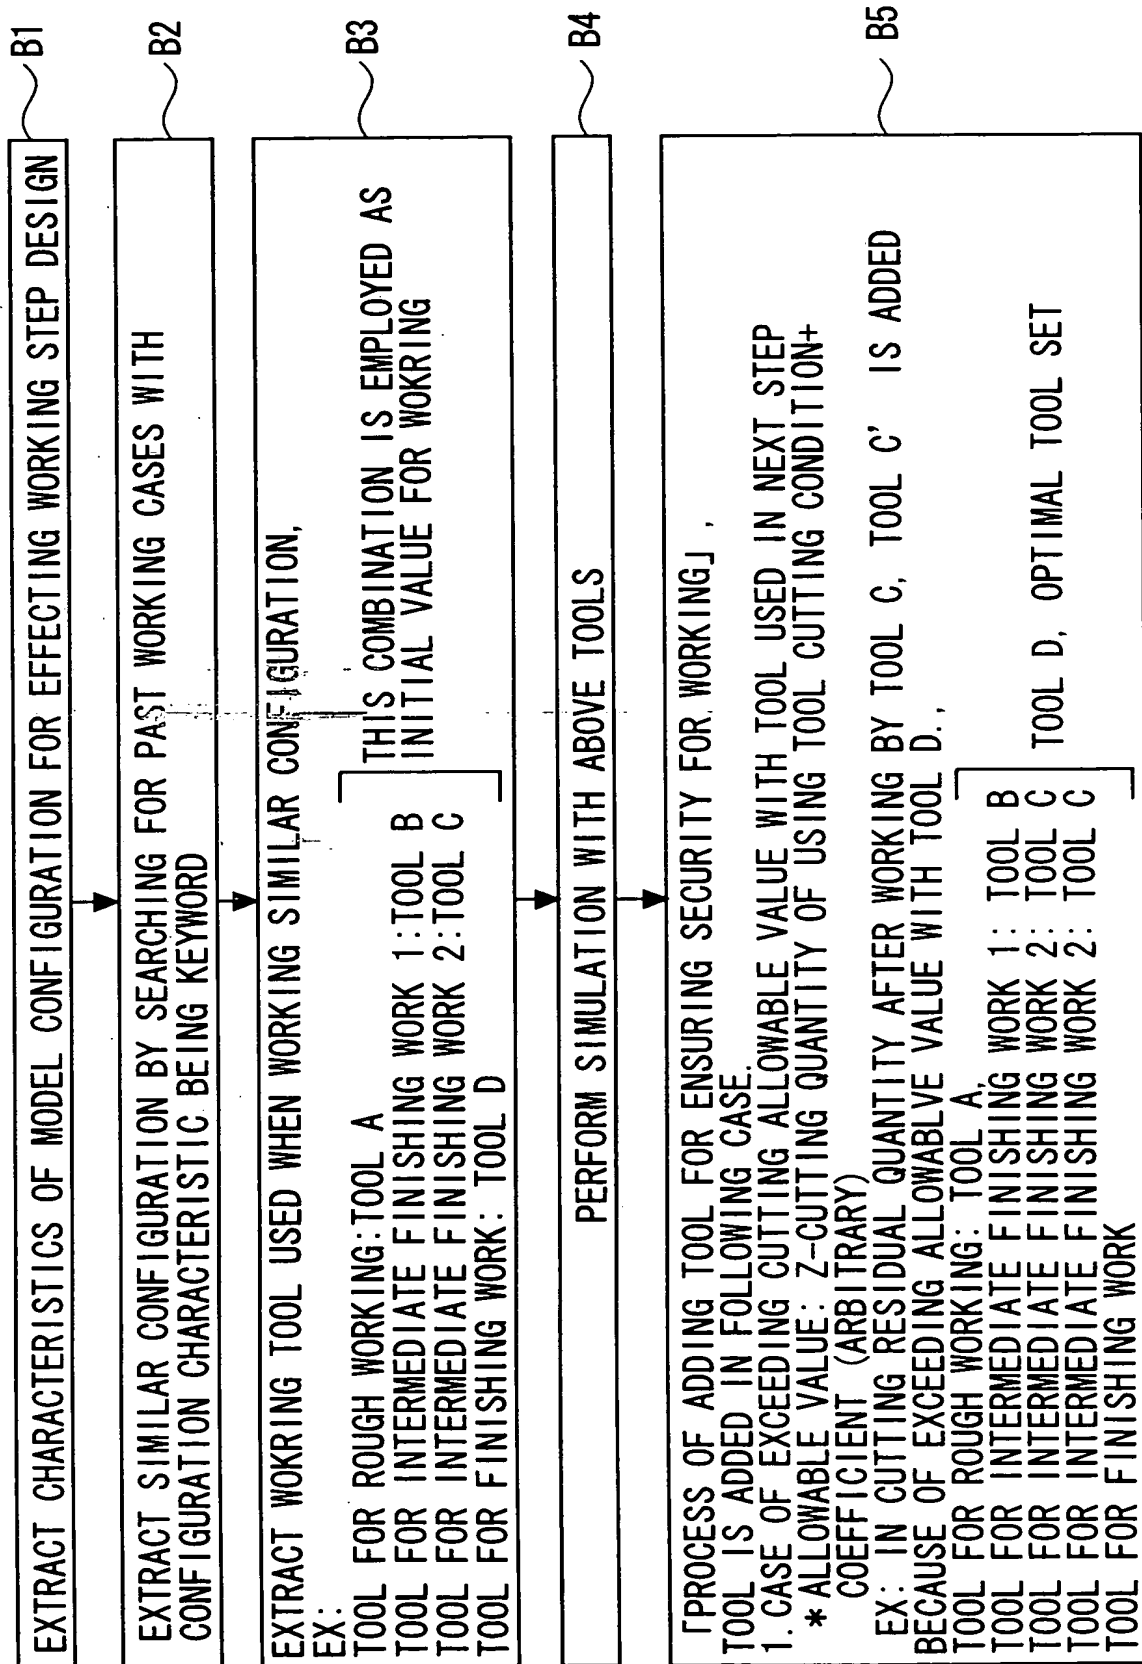 EXTRACT CHARACTERISTICS OF MODEL CONFIGURATION FOR EFFECTING WORKING STEP DESIGN
B1
EXTRACT SIMILAR CONFIGURATION BY SEARCHING FOR PAST WORKING CASES WITH
CONFIGURATION CHARACTERISTIC BEING KEYWORD
B2
EXTRACT WOKRING TOOL USED WHEN WORKING SIMILAR CONFIGURATION,
EX:
TOOL FOR ROUGH WORKING:TOOL A
TOOL FOR INTERMEDIATE FINISHING WORK 1:TOOL B
TOOL FOR INTERMEDIATE FINISHING WORK 2:TOOL C
TOOL FOR FINISHING WORK: TOOL D
THIS COMBINATION IS EMPLOYED AS
INITIAL VALUE FOR WOKRING
B3
PERFORM SIMULATION WITH ABOVE TOOLS
B4
「PROCESS OF ADDING TOOL FOR ENSURING SECURITY FOR WORKING」,
TOOL IS ADDED IN FOLLOWING CASE.
1. CASE OF EXCEEDING CUTTING ALLOWABLE VALUE WITH TOOL USED IN NEXT STEP
* ALLOWABLE VALUE: Z-CUTTING QUANTITY OF USING TOOL CUTTING CONDITION+
COEFFICIENT (ARBITRARY)
EX: IN CUTTING RESIDUAL QUANTITY AFTER WORKING BY TOOL C, TOOL C' IS ADDED
BECAUSE OF EXCEEDING ALLOWABLVE VALUE WITH TOOL D.,
TOOL FOR ROUGH WORKING: TOOL A,
TOOL FOR INTERMEDIATE FINISHING WORK 1: TOOL B
TOOL FOR INTERMEDIATE FINISHING WORK 2: TOOL C
TOOL FOR INTERMEDIATE FINISHING WORK 2: TOOL C
TOOL FOR FINISHING WORK
TOOL D, OPTIMAL TOOL SET
B5